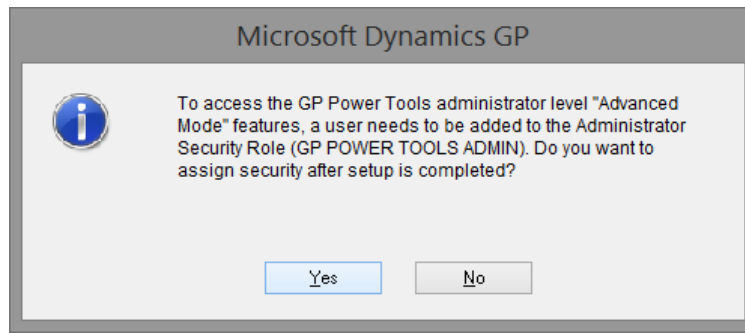 Microsoft Dynamics GP
To access the GP Power Tools administrator level "Advanced
Mode" features, a user needs to be added to the Administrator
Security Role (GP POWER TOOLS ADMIN). Do you want to
assign security after setup is completed?
Yes No